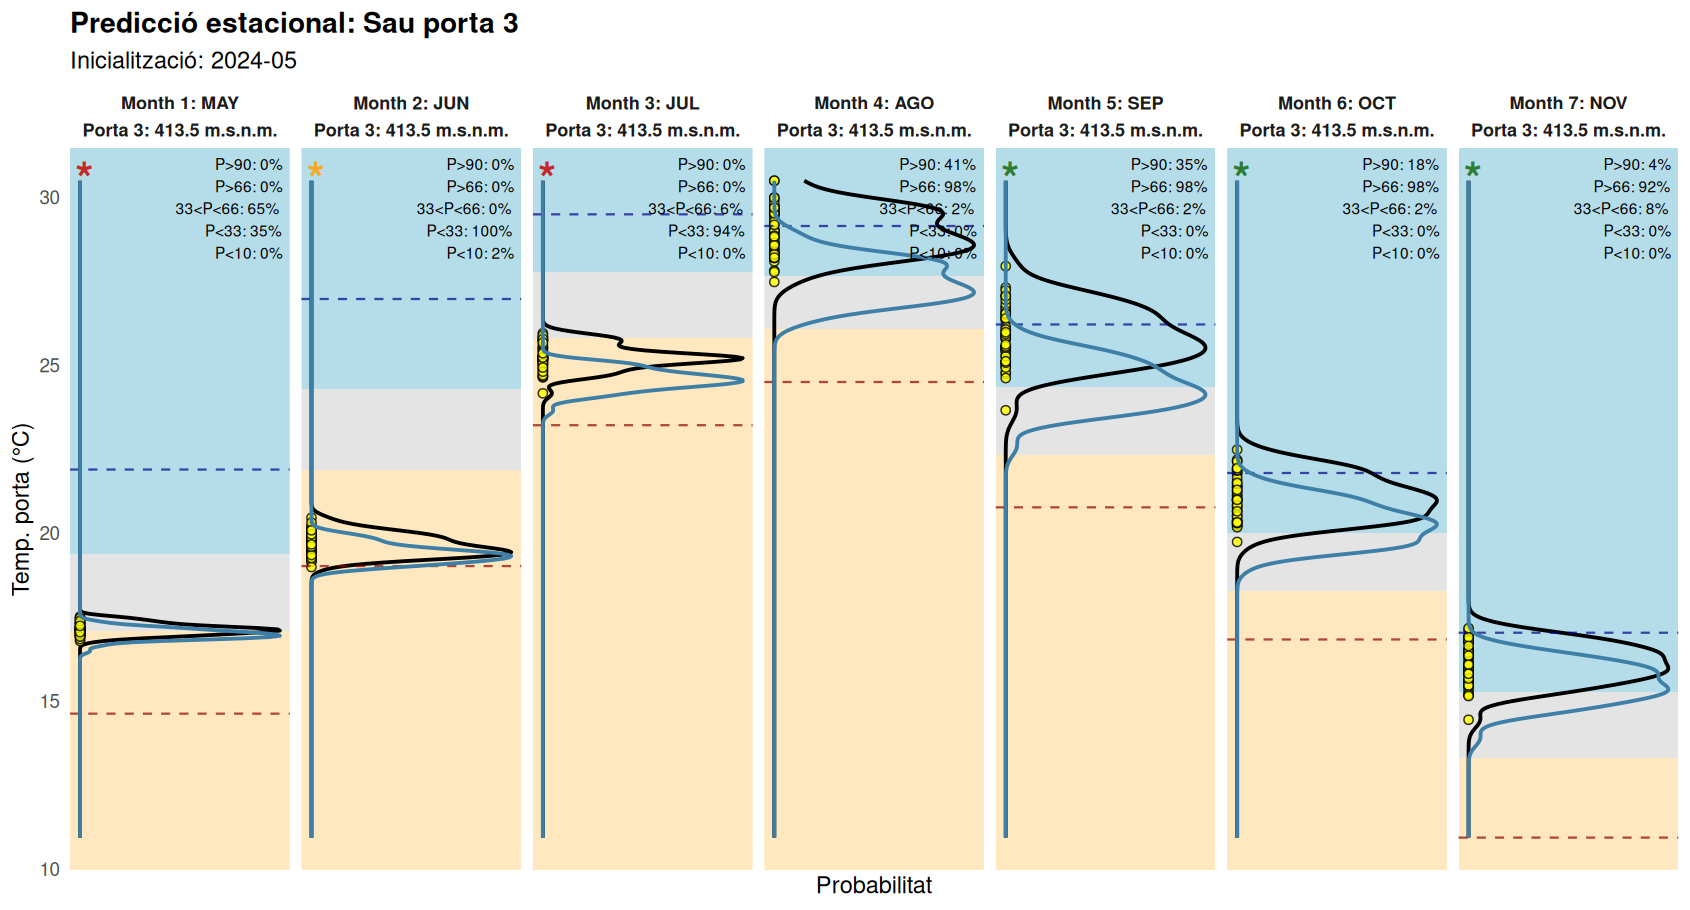 Predicció estacional: Sau porta 3
Inicialització: 2024-05
Month 1: MAY
Porta 3: 413.5 m.s.n.m.
Month 2: JUN
Porta 3: 413.5 m.s.n.m.
Month 3: JUL
Porta 3: 413.5 m.s.n.m.
Month 4: AGO
Porta 3: 413.5 m.s.n.m.
Month 5: SEP
Porta 3: 413.5 m.s.n.m.
Month 6: OCT
Porta 3: 413.5 m.s.n.m.
Month 7: NOV
Porta 3: 413.5 m.s.n.m.
*
P>90: 0%
P>66: 0%
33<P<66: 65%
P<33: 35%
P<10: 0%
*
P>90: 0%
P>66: 0%
33<P<66: 0%
P<33: 100%
P<10: 2%
*
P>90: 0%
P>66: 0%
33<P<66: 6%
P<33: 94%
P<10: 0%
P>90: 41%
P>66: 98%
33<P<66: 2%
P<33: 0%
P<10: 0%
*
P>90: 35%
P>66: 98%
33<P<66: 2%
P<33: 0%
P<10: 0%
*
P>90: 18%
P>66: 98%
33<P<66: 2%
P<33: 0%
P<10: 0%
*
P>90: 4%
P>66: 92%
33<P<66: 8%
P<33: 0%
P<10: 0%
30
25
20
15
10
Temp. porta (°C)
Probabilitat